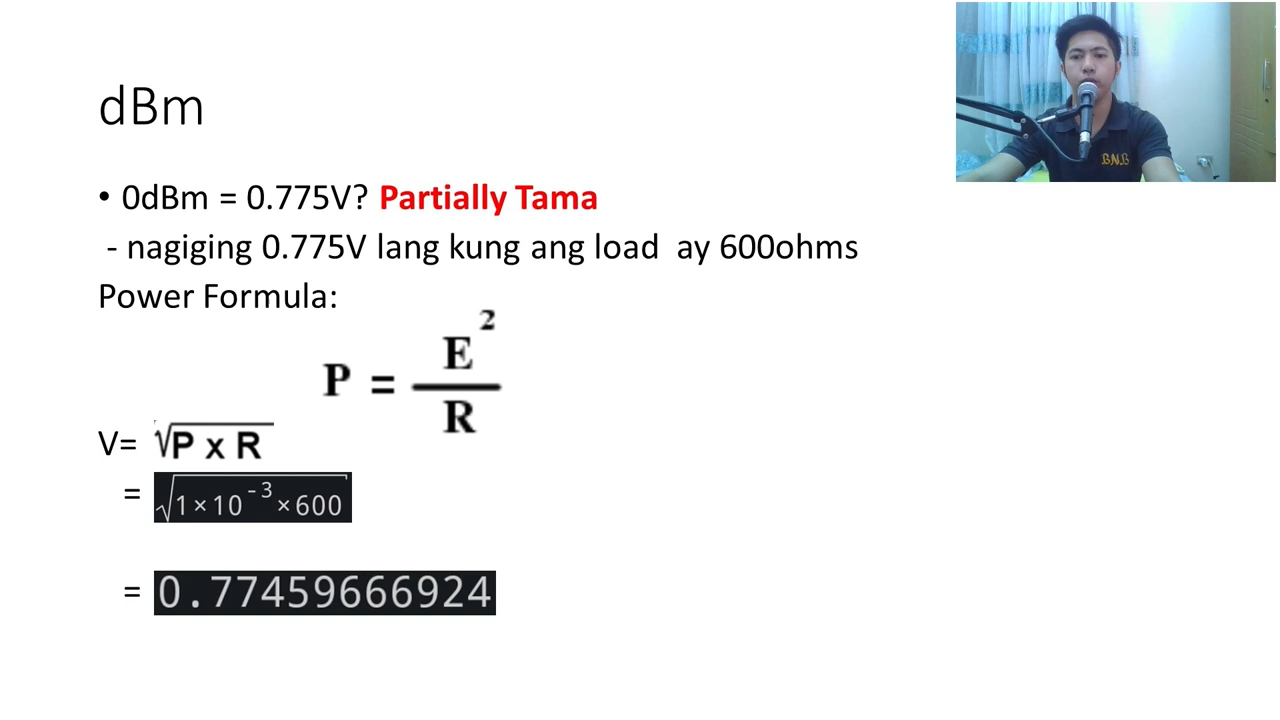 dBm
• 0dBm = 0.775V? Partially Tama
- nagiging 0.775V lang kung ang load ay 600ohms
Power Formula:
P = E² / R
V= √P x R
= √1×10⁻³×600
= 0.77459666924
BNB